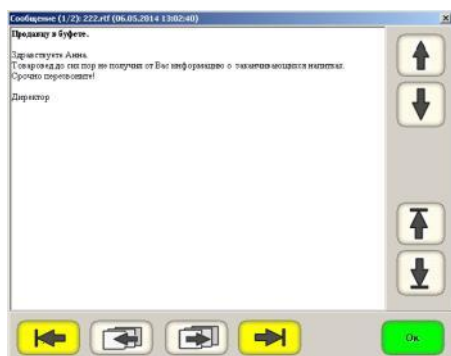 Сообщение (1/2): 222.rtf (06.05.2014 13:02:40)
Продавцу в буфете.
Здравствуете Анна.
Товаровед до сих пор не получил от Вас информацию о заканчивающихся напитках.
Срочно перезвоните!
Директор
Ок